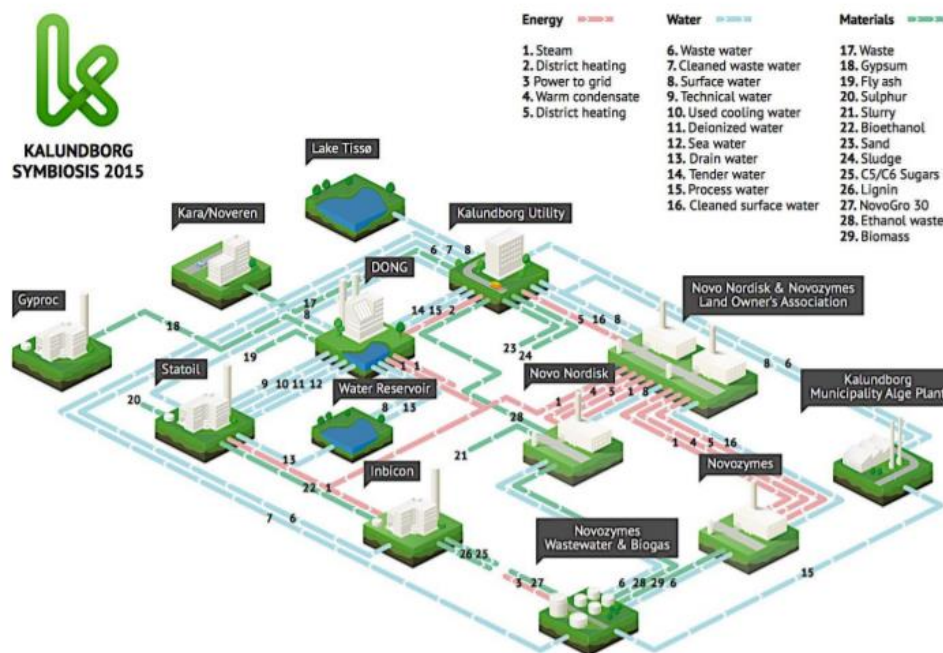 KALUNDBORG
SYMBIOSIS 2015
Energy
1. Steam
2. District heating
3 Power to grid
4. Warm condensate
5. District heating
Water
6. Waste water
7. Cleaned waste water
8. Surface water
9. Technical water
10. Used cooling water
11. Deionized water
12. Sea water
13. Drain water
14. Tender water
15. Process water
16. Cleaned surface water
Materials
17. Waste
18. Gypsum
19. Fly ash
20. Sulphur
21. Slurry
22. Bioethanol
23. Sand
24. Sludge
25. C5/C6 Sugars
26. Lignin
27. NovoGro 30
28. Ethanol waste
29. Biomass
Lake Tissø
Kara/Noveren
Kalundborg Utility
6 7 8
DONG
Novo Nordisk & Novozymes
Land Owner's Association
Gyproc
17
8
14 15 2
5 16 8
18
19
23
24
8 6
Statoil
Novo Nordisk
Kalundborg
Municipality Alge Plant
9 10 11 12
1 1
Water Reservoir
1 4 5 1 8
20
8 13
28
1 4 5 16
21
13
Inbicon
Novozymes
22 1
7 6
Novozymes
Wastewater & Biogas
26 25
3 27
6 28 29 6
15